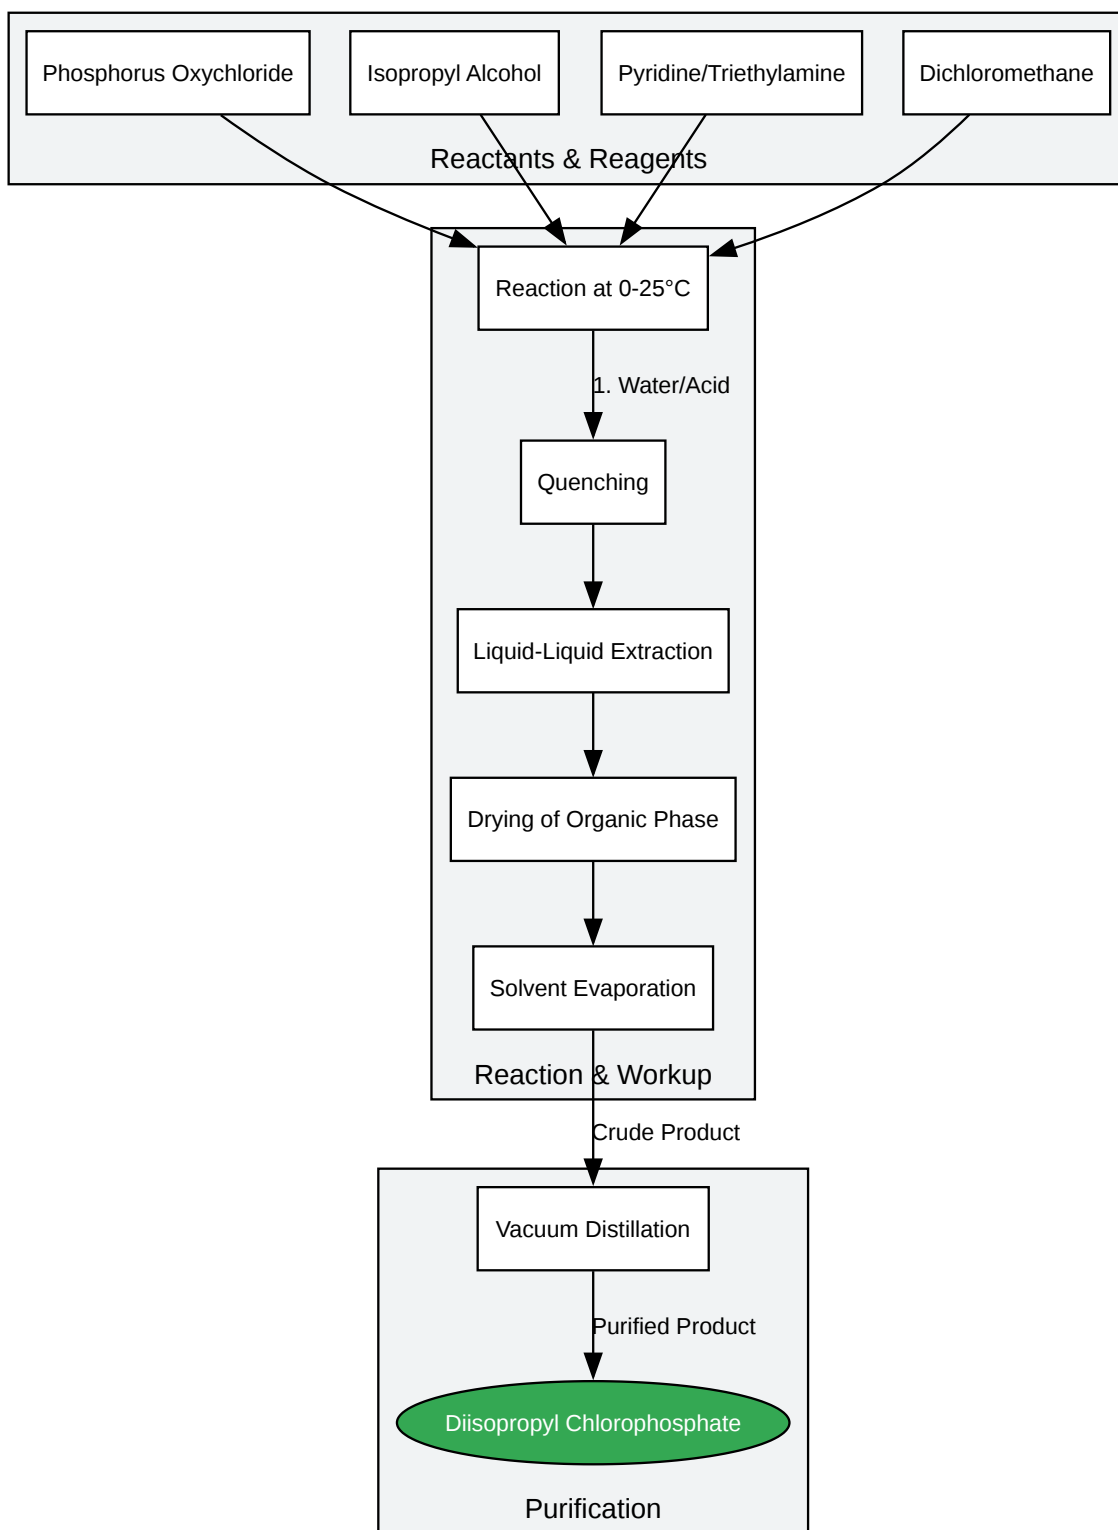 Phosphorus Oxychloride
Isopropyl Alcohol
Pyridine/Triethylamine
Dichloromethane
Reactants & Reagents
Reaction at 0-25°C
1. Water/Acid
Quenching
Liquid-Liquid Extraction
Drying of Organic Phase
Solvent Evaporation
Reaction & Workup
Crude Product
Vacuum Distillation
Purified Product
Diisopropyl Chlorophosphate
Purification